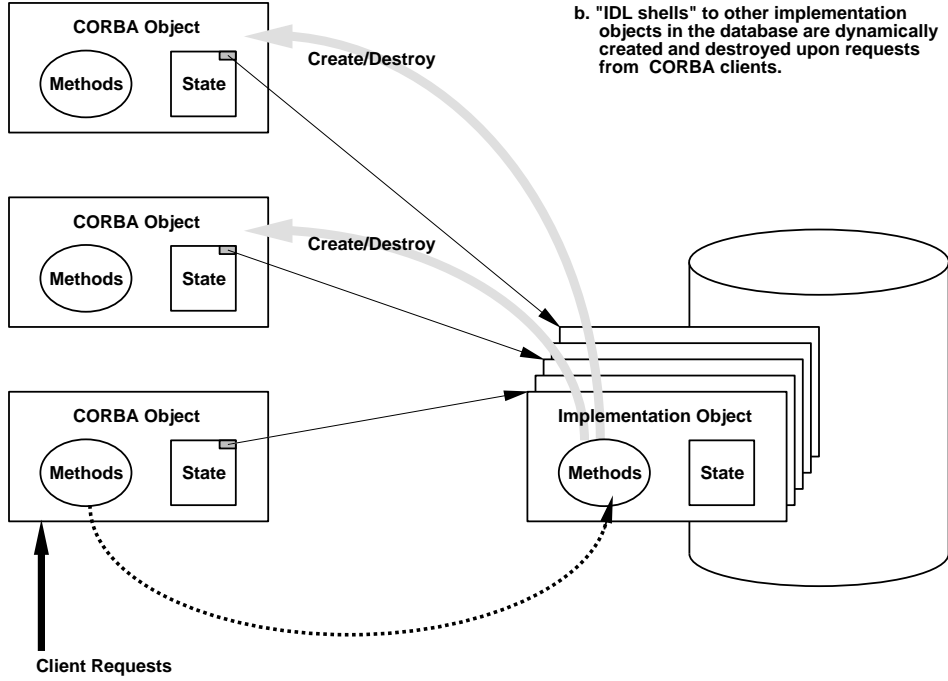 CORBA Object
b. "IDL shells" to other implementation
objects in the database are dynamically
created and destroyed upon requests
from CORBA clients.
Create/Destroy
Methods
State
CORBA Object
Create/Destroy
Methods
State
CORBA Object
Implementation Object
Methods
State
Methods
State
Client Requests